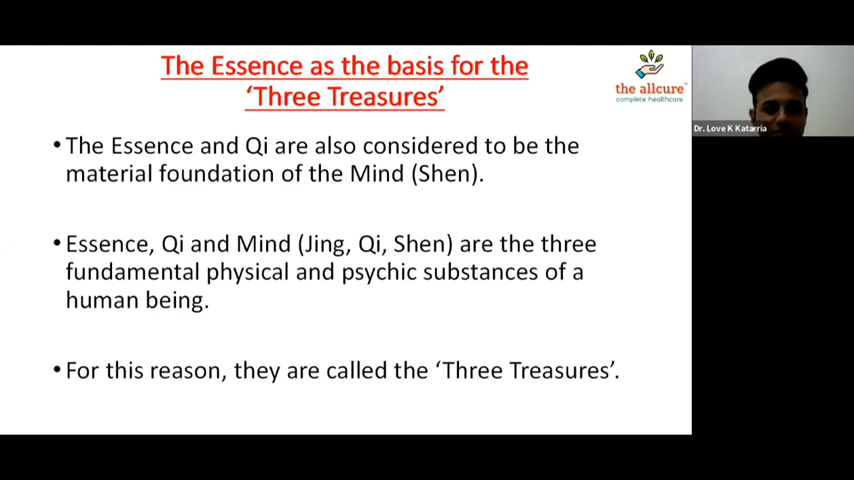 The Essence as the basis for the
‘Three Treasures’
the allcure™
complete healthcare
Dr. Love K Katarria
• The Essence and Qi are also considered to be the
material foundation of the Mind (Shen).
• Essence, Qi and Mind (Jing, Qi, Shen) are the three
fundamental physical and psychic substances of a
human being.
• For this reason, they are called the ‘Three Treasures’.